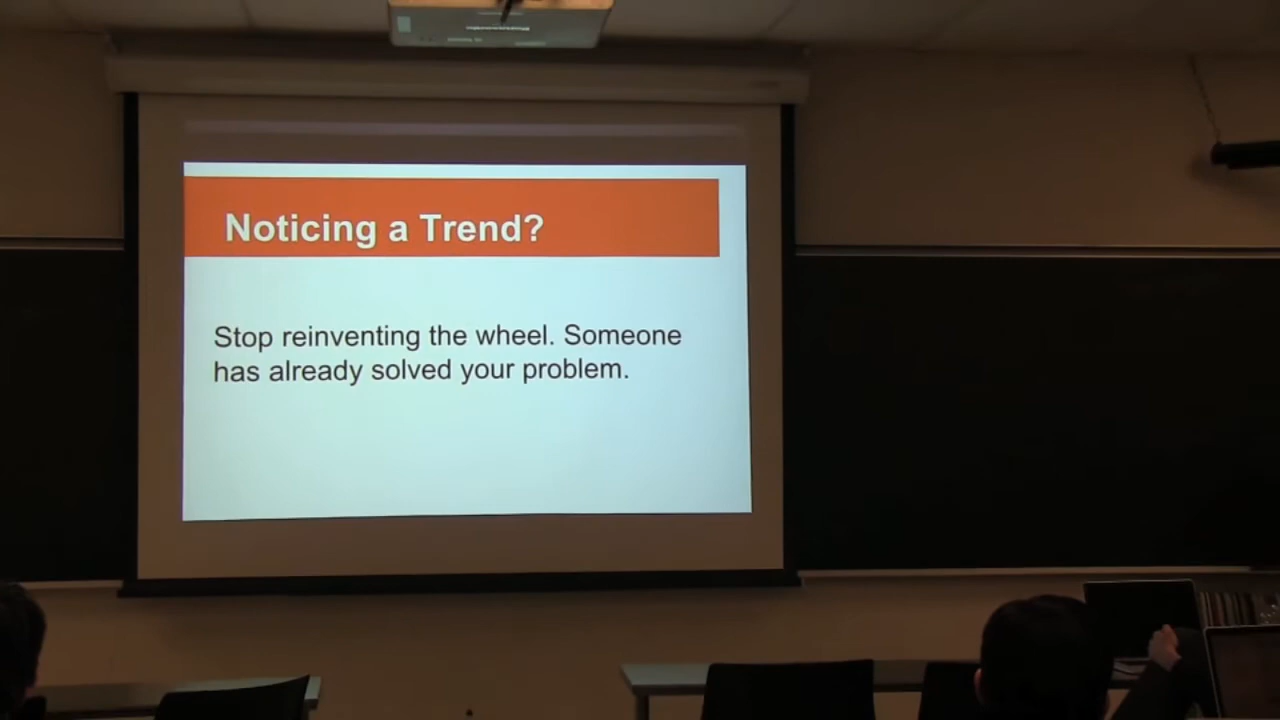 Noticing a Trend?
Stop reinventing the wheel. Someone
has already solved your problem.